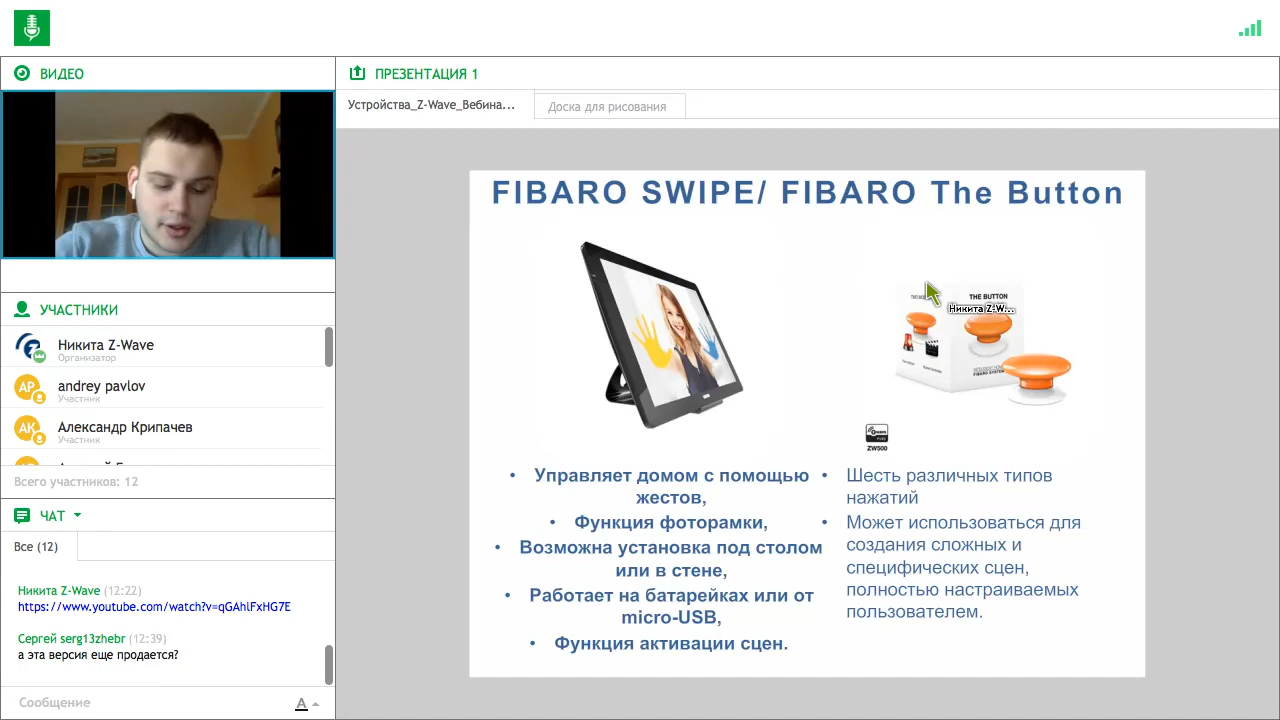 ВИДЕО
УЧАСТНИКИ
Никита Z-Wave
Организатор
AP
andrey pavlov
Участник
АК
Александр Крипачев
Участник
Всего участников: 12
ЧАТ
Все (12)
Никита Z-Wave (12:22)
https://www.youtube.com/watch?v=qGAhlFxHG7E
Сергей serg13zhebr (12:39)
а эта версия еще продается?
Сообщение
A
ПРЕЗЕНТАЦИЯ 1
Устройства_Z-Wave_Вебина...
Доска для рисования
FIBARO SWIPE/ FIBARO The Button
THE BUTTON
Никита Z-W...
ZW500
• Управляет домом с помощью
жестов,
• Функция фоторамки,
• Возможна установка под столом
или в стене,
• Работает на батарейках или от
micro-USB,
• Функция активации сцен.
• Шесть различных типов
нажатий
• Может использоваться для
создания сложных и
специфических сцен,
полностью настраиваемых
пользователем.